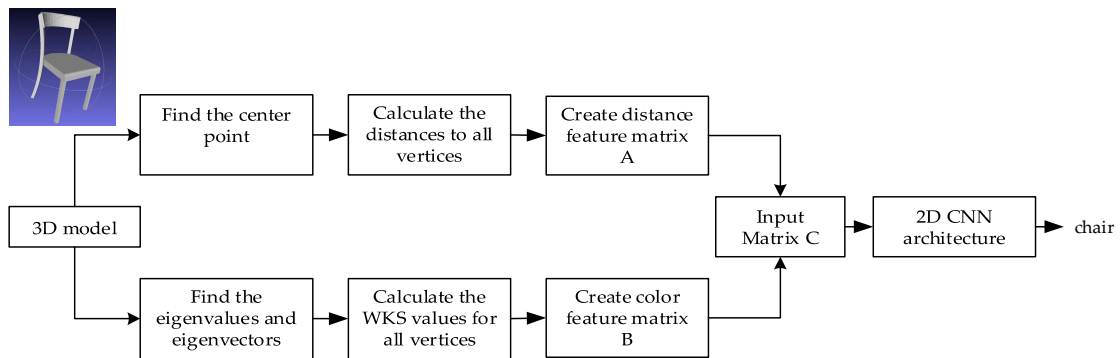 Find the center
point
Calculate the
distances to all
vertices
Create distance
feature matrix
A
3D model
Input
Matrix C
2D CNN
architecture
chair
Find the
eigenvalues and
eigenvectors
Calculate the
WKS values for
all vertices
Create color
feature matrix
B